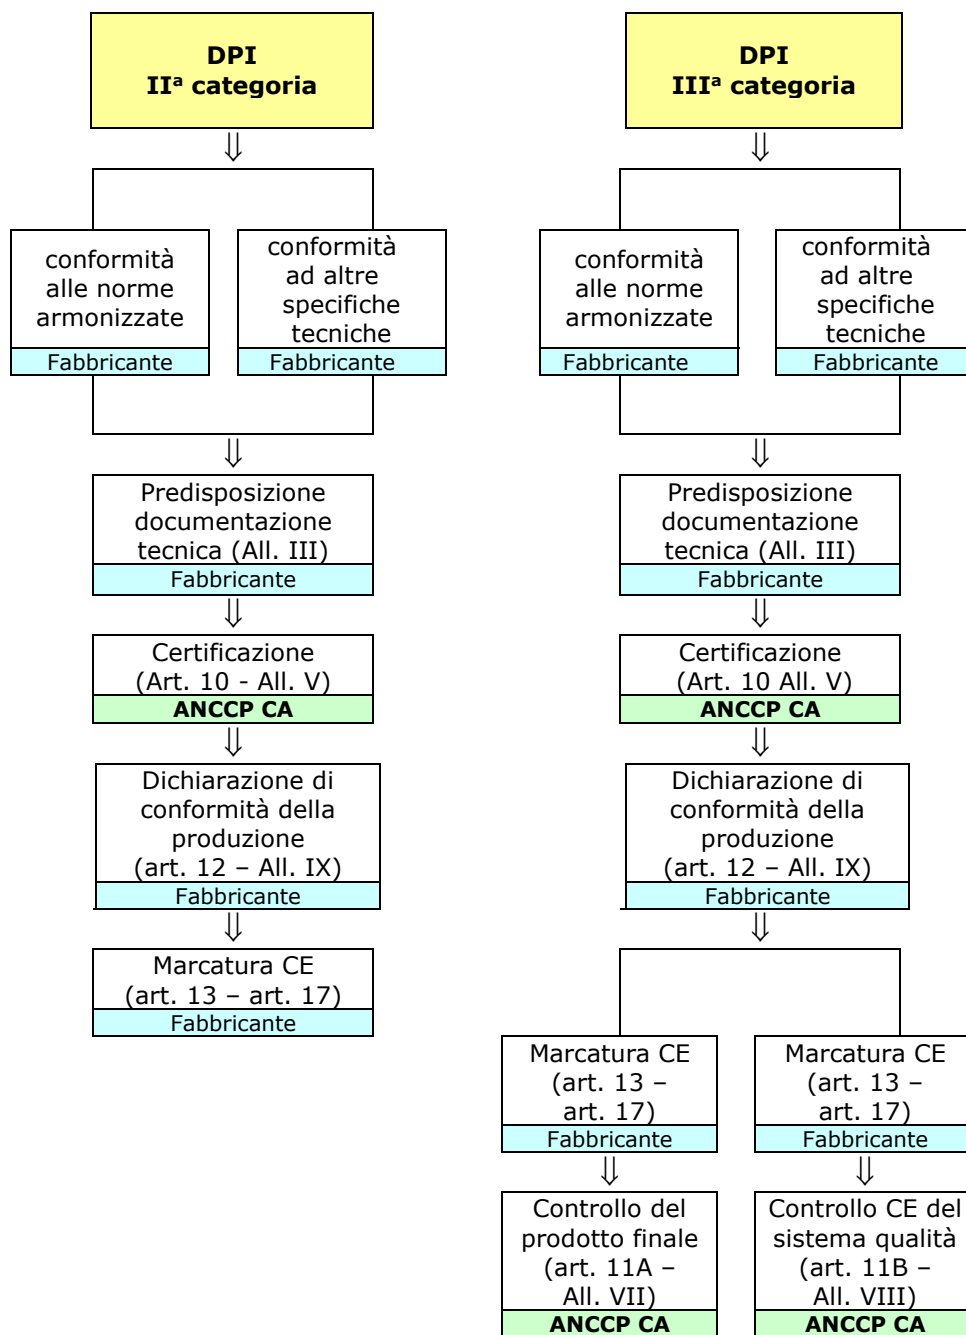 DPI
IIª categoria
⇓
conformità
alle norme
armonizzate
Fabbricante
conformità
ad altre
specifiche
tecniche
Fabbricante
⇓
Predisposizione
documentazione
tecnica (All. III)
Fabbricante
⇓
Certificazione
(Art. 10 - All. V)
ANCCP CA
⇓
Dichiarazione di
conformità della
produzione
(art. 12 – All. IX)
Fabbricante
⇓
Marcatura CE
(art. 13 – art. 17)
Fabbricante
DPI
IIIª categoria
⇓
conformità
alle norme
armonizzate
Fabbricante
conformità
ad altre
specifiche
tecniche
Fabbricante
⇓
Predisposizione
documentazione
tecnica (All. III)
Fabbricante
⇓
Certificazione
(Art. 10 All. V)
ANCCP CA
⇓
Dichiarazione di
conformità della
produzione
(art. 12 – All. IX)
Fabbricante
⇓
Marcatura CE
(art. 13 –
art. 17)
Fabbricante
⇓
Controllo del
prodotto finale
(art. 11A –
All. VII)
ANCCP CA
Marcatura CE
(art. 13 –
art. 17)
Fabbricante
⇓
Controllo CE del
sistema qualità
(art. 11B –
All. VIII)
ANCCP CA